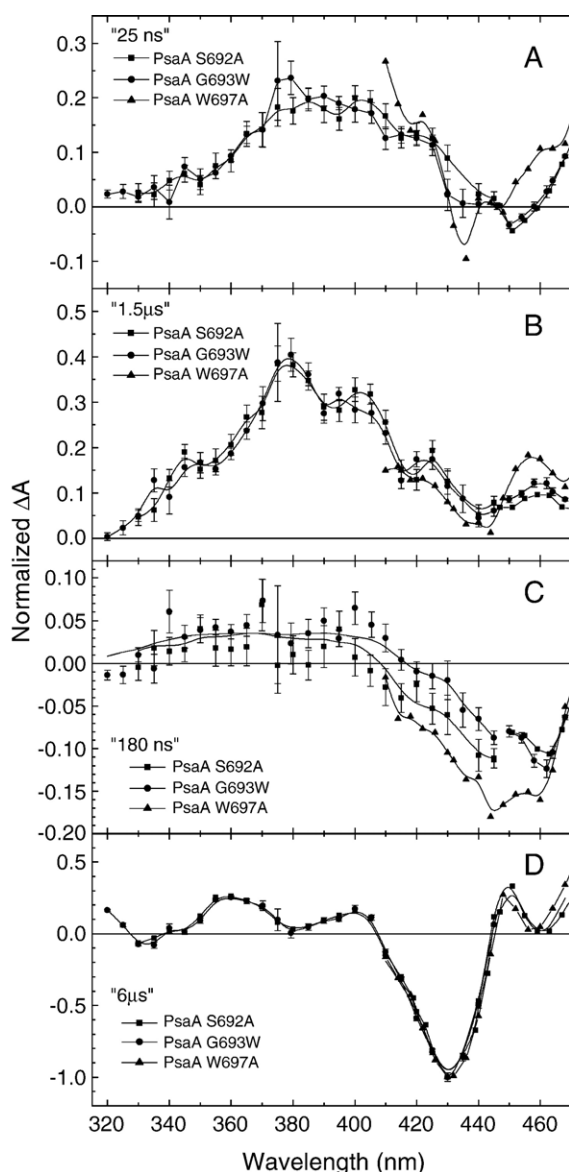 "25 ns"
A
PsaA S692A
PsaA G693W
PsaA W697A
0.3
0.2
0.1
0.0
-0.1
"1.5μs"
B
PsaA S692A
PsaA G693W
PsaA W697A
0.5
0.4
0.3
0.2
0.1
0.0
Normalized ΔA
C
0.10
0.05
0.00
-0.05
-0.10
-0.15
-0.20
"180 ns"
PsaA S692A
PsaA G693W
PsaA W697A
D
0.5
0.0
-0.5
-1.0
"6μs"
PsaA S692A
PsaA G693W
PsaA W697A
320 340 360 380 400 420 440 460
Wavelength (nm)